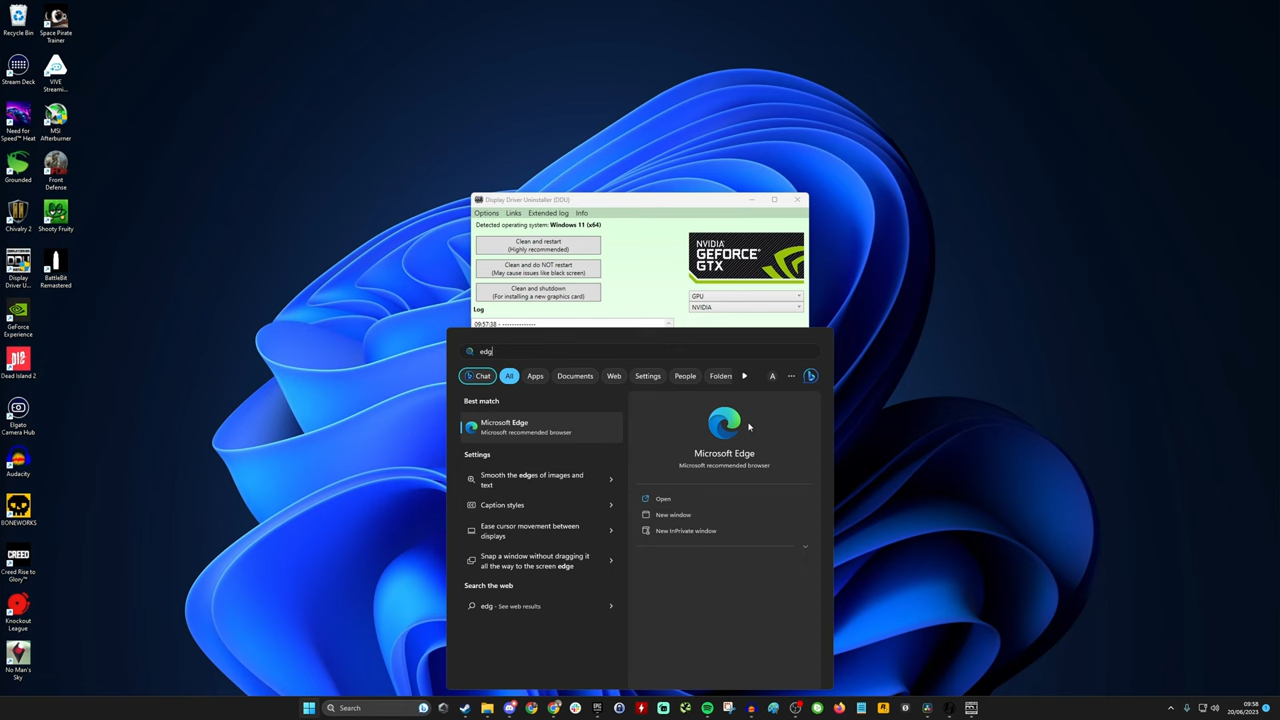 Recycle Bin
Space Pirate
Trainer
Stream Deck
VIVE
Streami...
Need for
Speed™ Heat
MSI
Afterburner
Grounded
Front
Defense
Chivalry 2
Shooty Fruity
Display
Driver U...
BattleBit
Remastered
GeForce
Experience
Dead Island 2
Elgato
Camera Hub
Audacity
BONEWORKS
Creed Rise to
Glory™
Knockout
League
No Man's
Sky
Display Driver Uninstaller (DDU)
Options Links Extended log Info
Detected operating system: Windows 11 (x64)
Clean and restart
(Highly recommended)
Clean and do NOT restart
(May cause issues like black screen)
Clean and shutdown
(For installing a new graphics card)
NVIDIA
GEFORCE
GTX
GPU
NVIDIA
Log
09:57:38 - --------------
edg
Chat All Apps Documents Web Settings People Folders A
Best match
Microsoft Edge
Microsoft recommended browser
Settings
Smooth the edges of images and
text
Caption styles
Ease cursor movement between
displays
Snap a window without dragging it
all the way to the screen edge
Search the web
edg - See web results
Microsoft Edge
Microsoft recommended browser
Open
New window
New InPrivate window
Search
09:58
20/06/2023